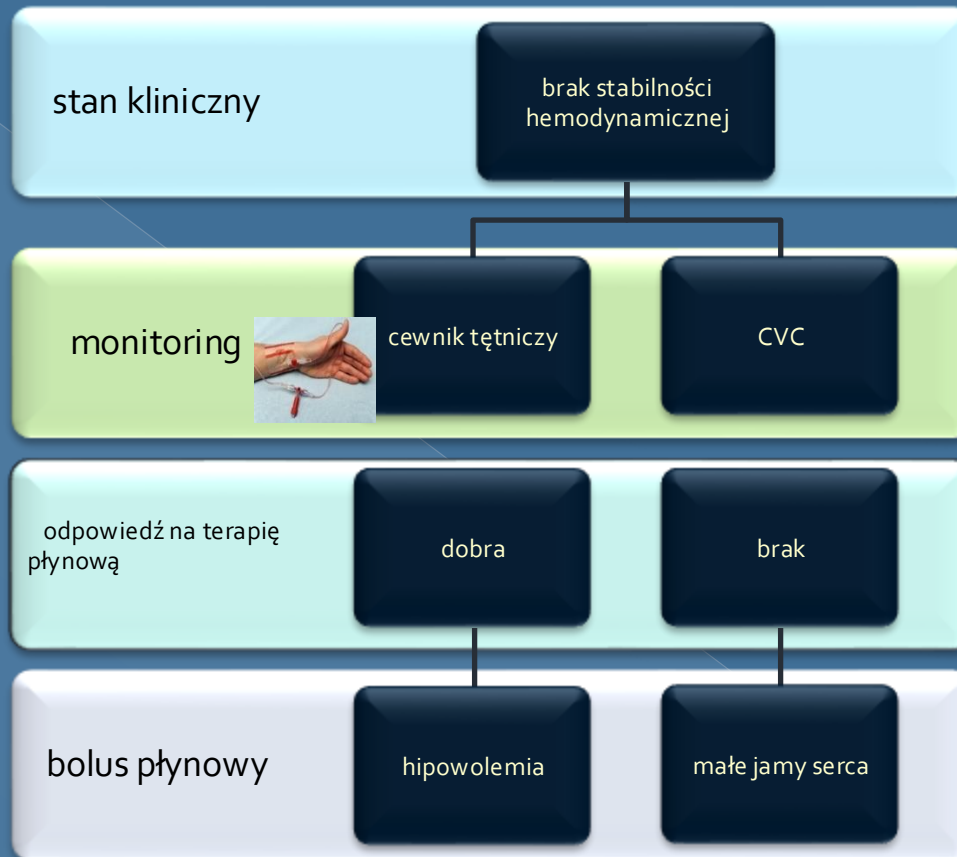 stan kliniczny
brak stabilności
hemodynamicznej
monitoring
cewnik tętniczy
CVC
odpowiedź na terapię
płynową
dobra
brak
bolus płynowy
hipowolemia
małe jamy serca